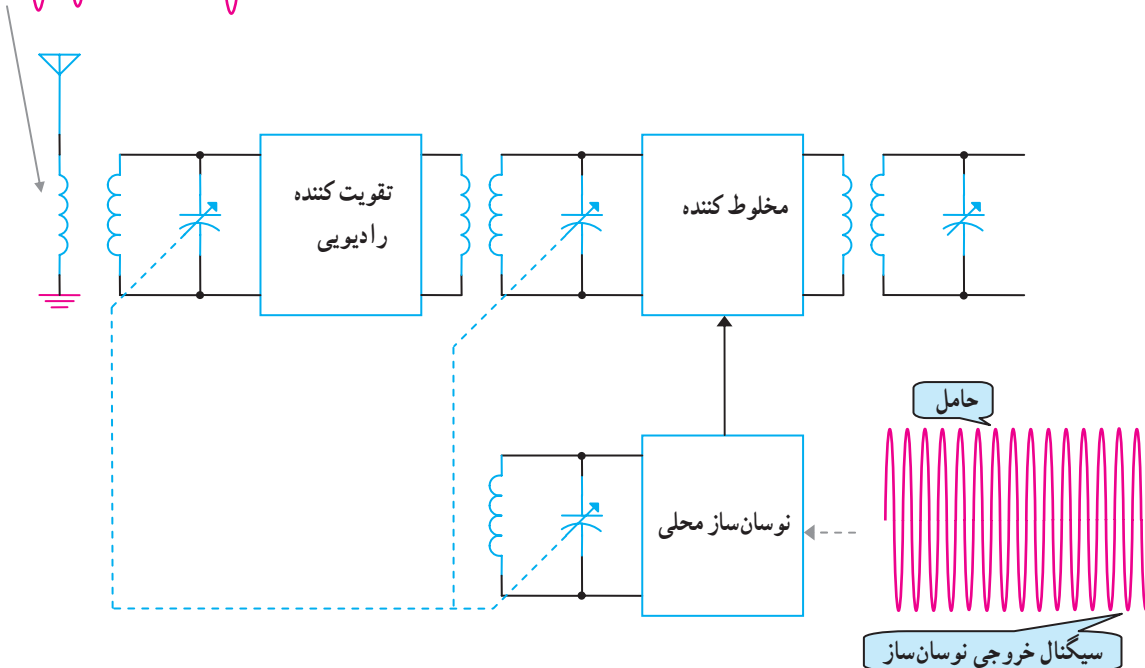 تقویت کننده
رادیویی
مخلوط کننده
حامل
نوسان‌ساز محلی
سیگنال خروجی نوسان‌ساز